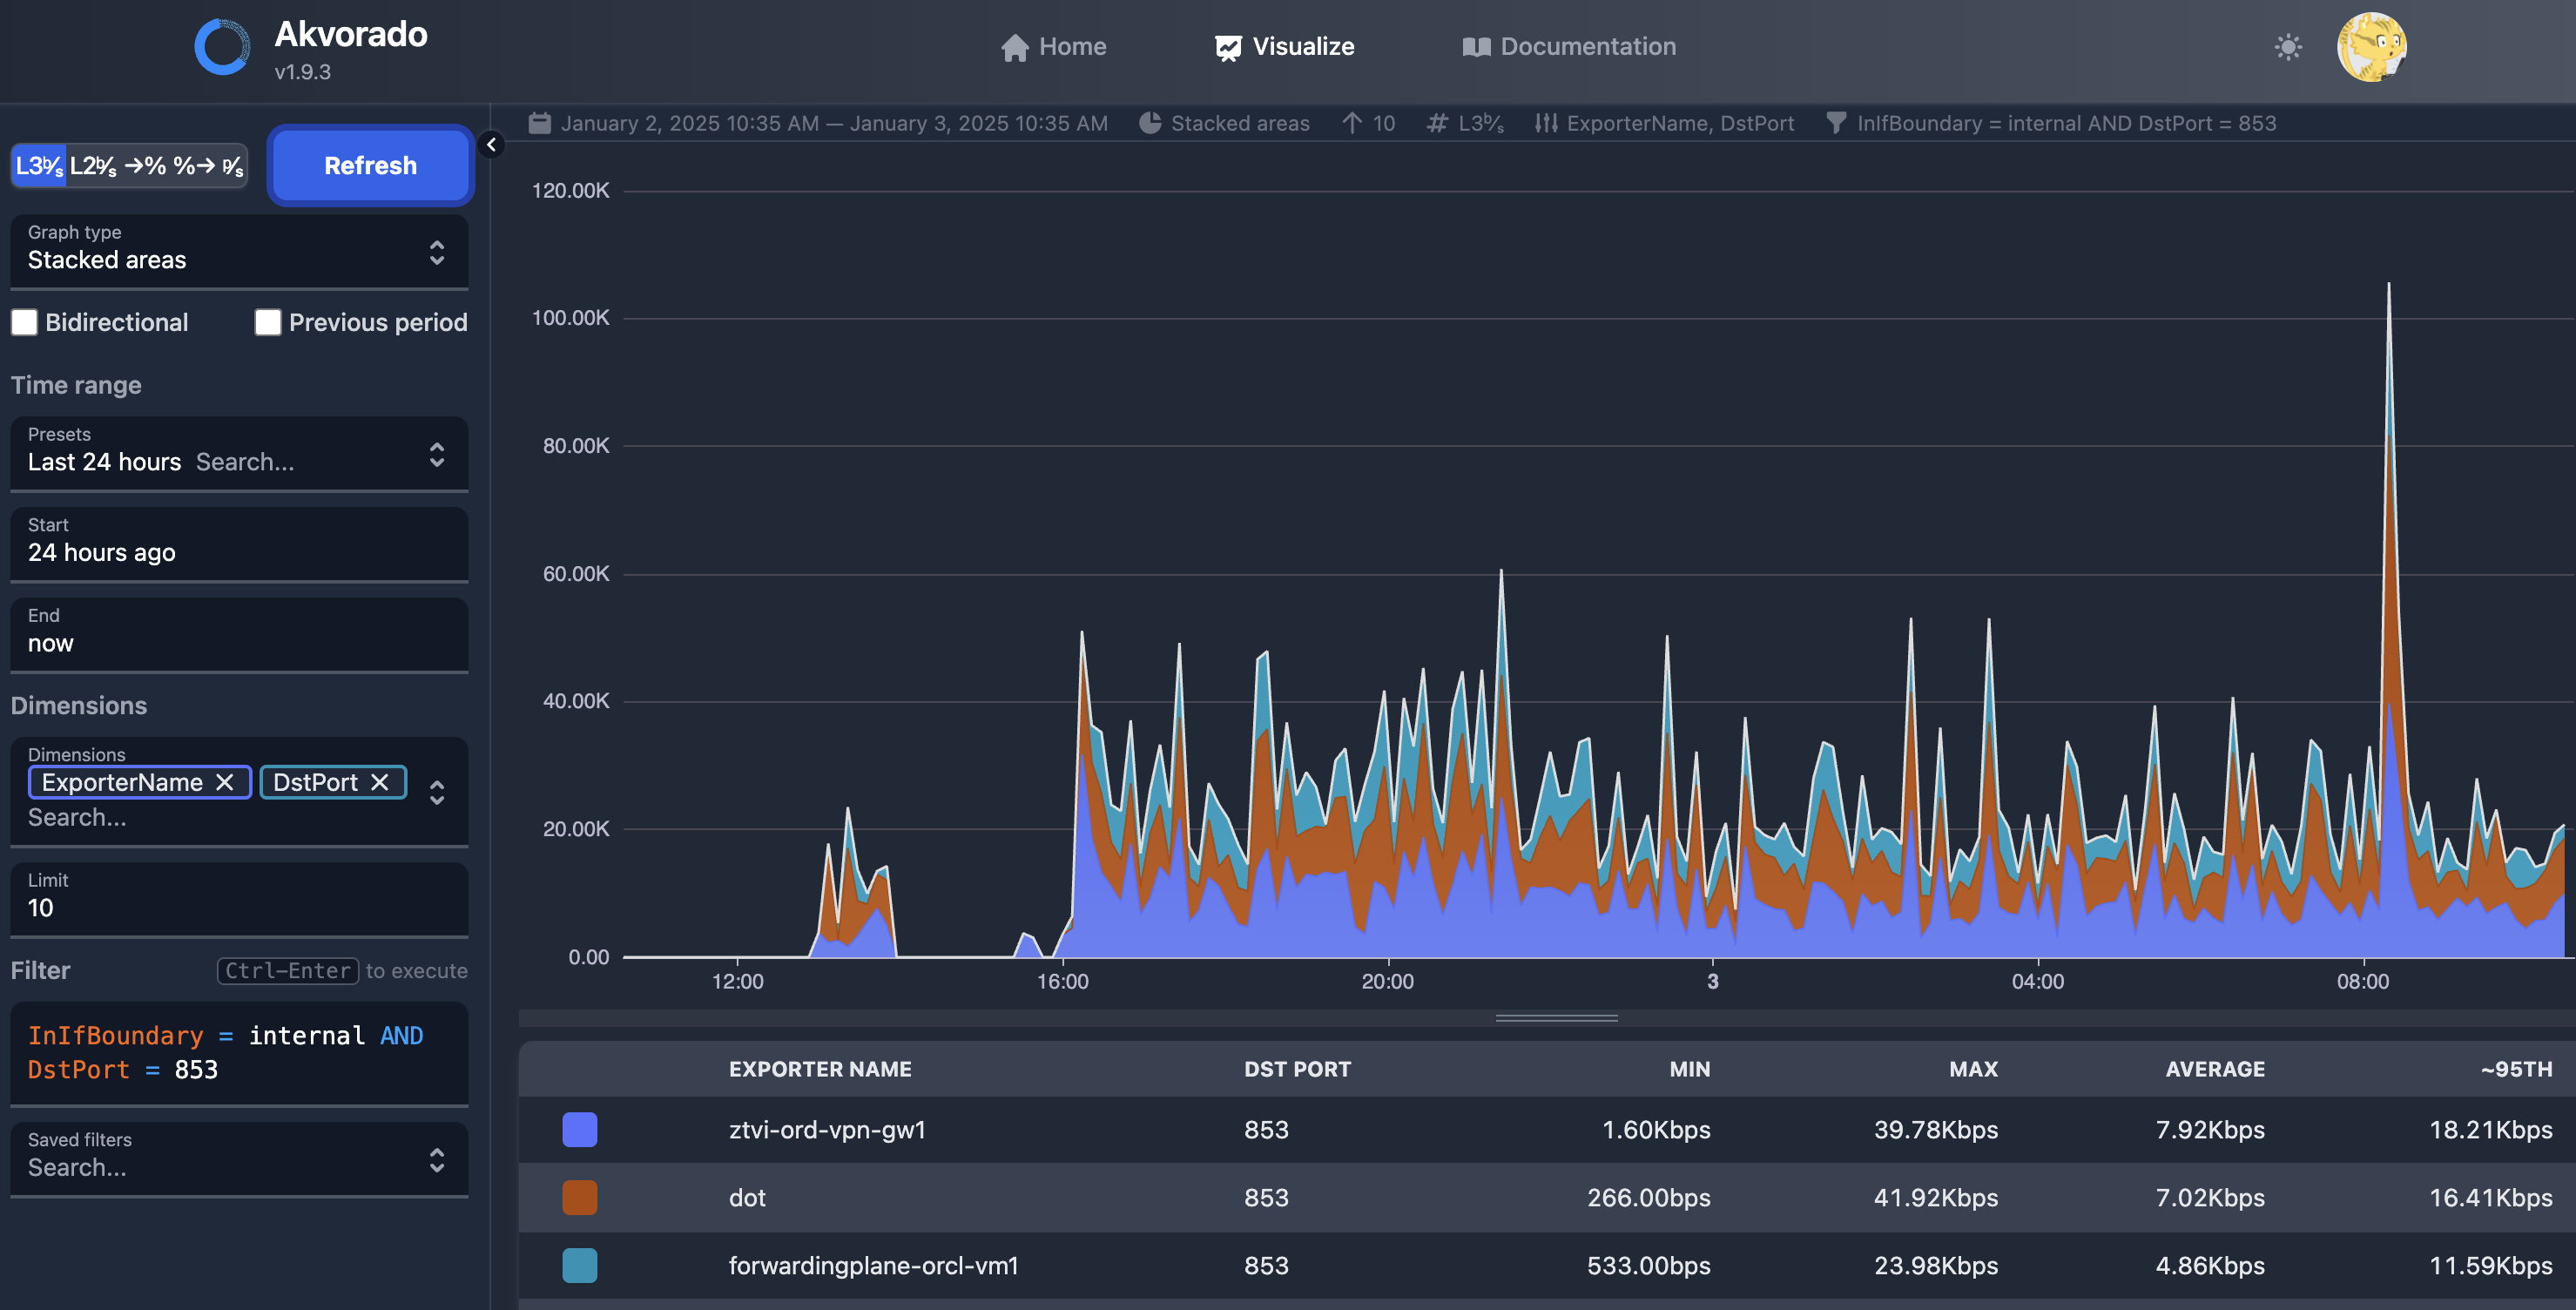 Akvorado
v1.9.3
Home
Visualize
Documentation
L3ᵇ⁄s L2ᵇ⁄s →% %→ ᵖ⁄s
Refresh
Graph type
Stacked areas
Bidirectional
Previous period
Time range
Presets
Last 24 hours Search...
Start
24 hours ago
End
now
Dimensions
Dimensions
ExporterName
DstPort
Search...
Limit
10
Filter
Ctrl-Enter to execute
InIfBoundary = internal AND
DstPort = 853
Saved filters
Search...
January 2, 2025 10:35 AM — January 3, 2025 10:35 AM
Stacked areas
10
L3ᵇ⁄s
ExporterName, DstPort
InIfBoundary = internal AND DstPort = 853
120.00K
100.00K
80.00K
60.00K
40.00K
20.00K
0.00
12:00 16:00 20:00 3 04:00 08:00
EXPORTER NAME DST PORT MIN MAX AVERAGE ~95TH
ztvi-ord-vpn-gw1 853 1.60Kbps 39.78Kbps 7.92Kbps 18.21Kbps
dot 853 266.00bps 41.92Kbps 7.02Kbps 16.41Kbps
forwardingplane-orcl-vm1 853 533.00bps 23.98Kbps 4.86Kbps 11.59Kbps